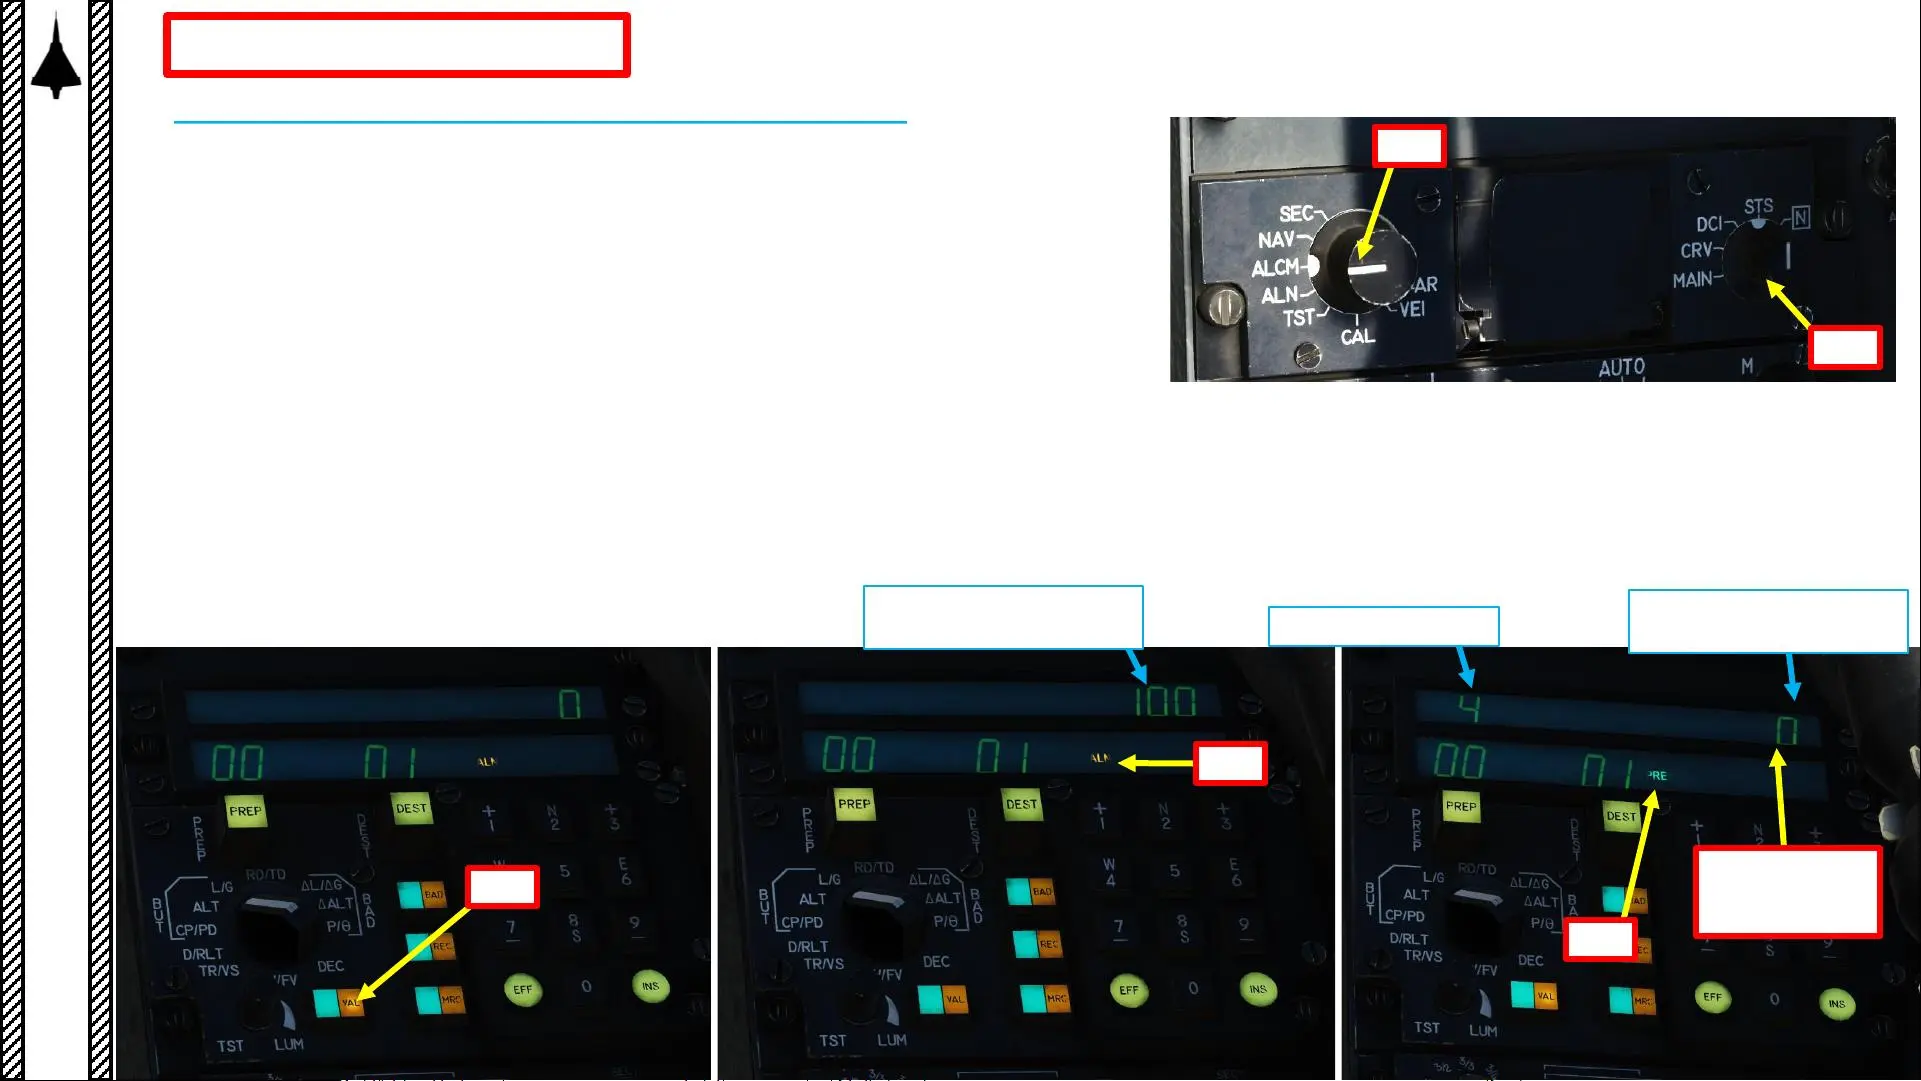 SEC
NAV
ALCM
ALN
TST
CAL
VEI
AR
STS
N
DCI
CRV
MAIN
AUTO
M
0
00 01 ALN
PREP
DEST
PREP
DEST
+
1
N
2
+
3
RD/TD
L/G
ΔL/ΔG
ALT
ΔALT
CP/PD
P/θ
BUT
BAD
D/RLT
TR/VS
DEC
/FV
TST
LUM
BAD
REC
VAL
MRC
W
5
E
6
7
8
S
9
EFF
0
INS
100
00 01 ALN
PREP
DEST
PREP
DEST
+
1
N
2
+
3
RD/TD
L/G
ΔL/ΔG
ALT
ΔALT
CP/PD
P/θ
BUT
BAD
D/RLT
TR/VS
DEC
/FV
TST
LUM
BAD
REC
VAL
MRC
W
4
5
E
6
7
8
S
9
EFF
0
INS
4 0
00 01 PRE
PREP
DEST
PREP
DEST
+
N
RD/TD
L/G
ΔL/ΔG
ALT
ΔALT
CP/PD
P/θ
BUT
D/RLT
TR/VS
DEC
/FV
TST
LUM
VAL
MRC
S
EFF
0
INS